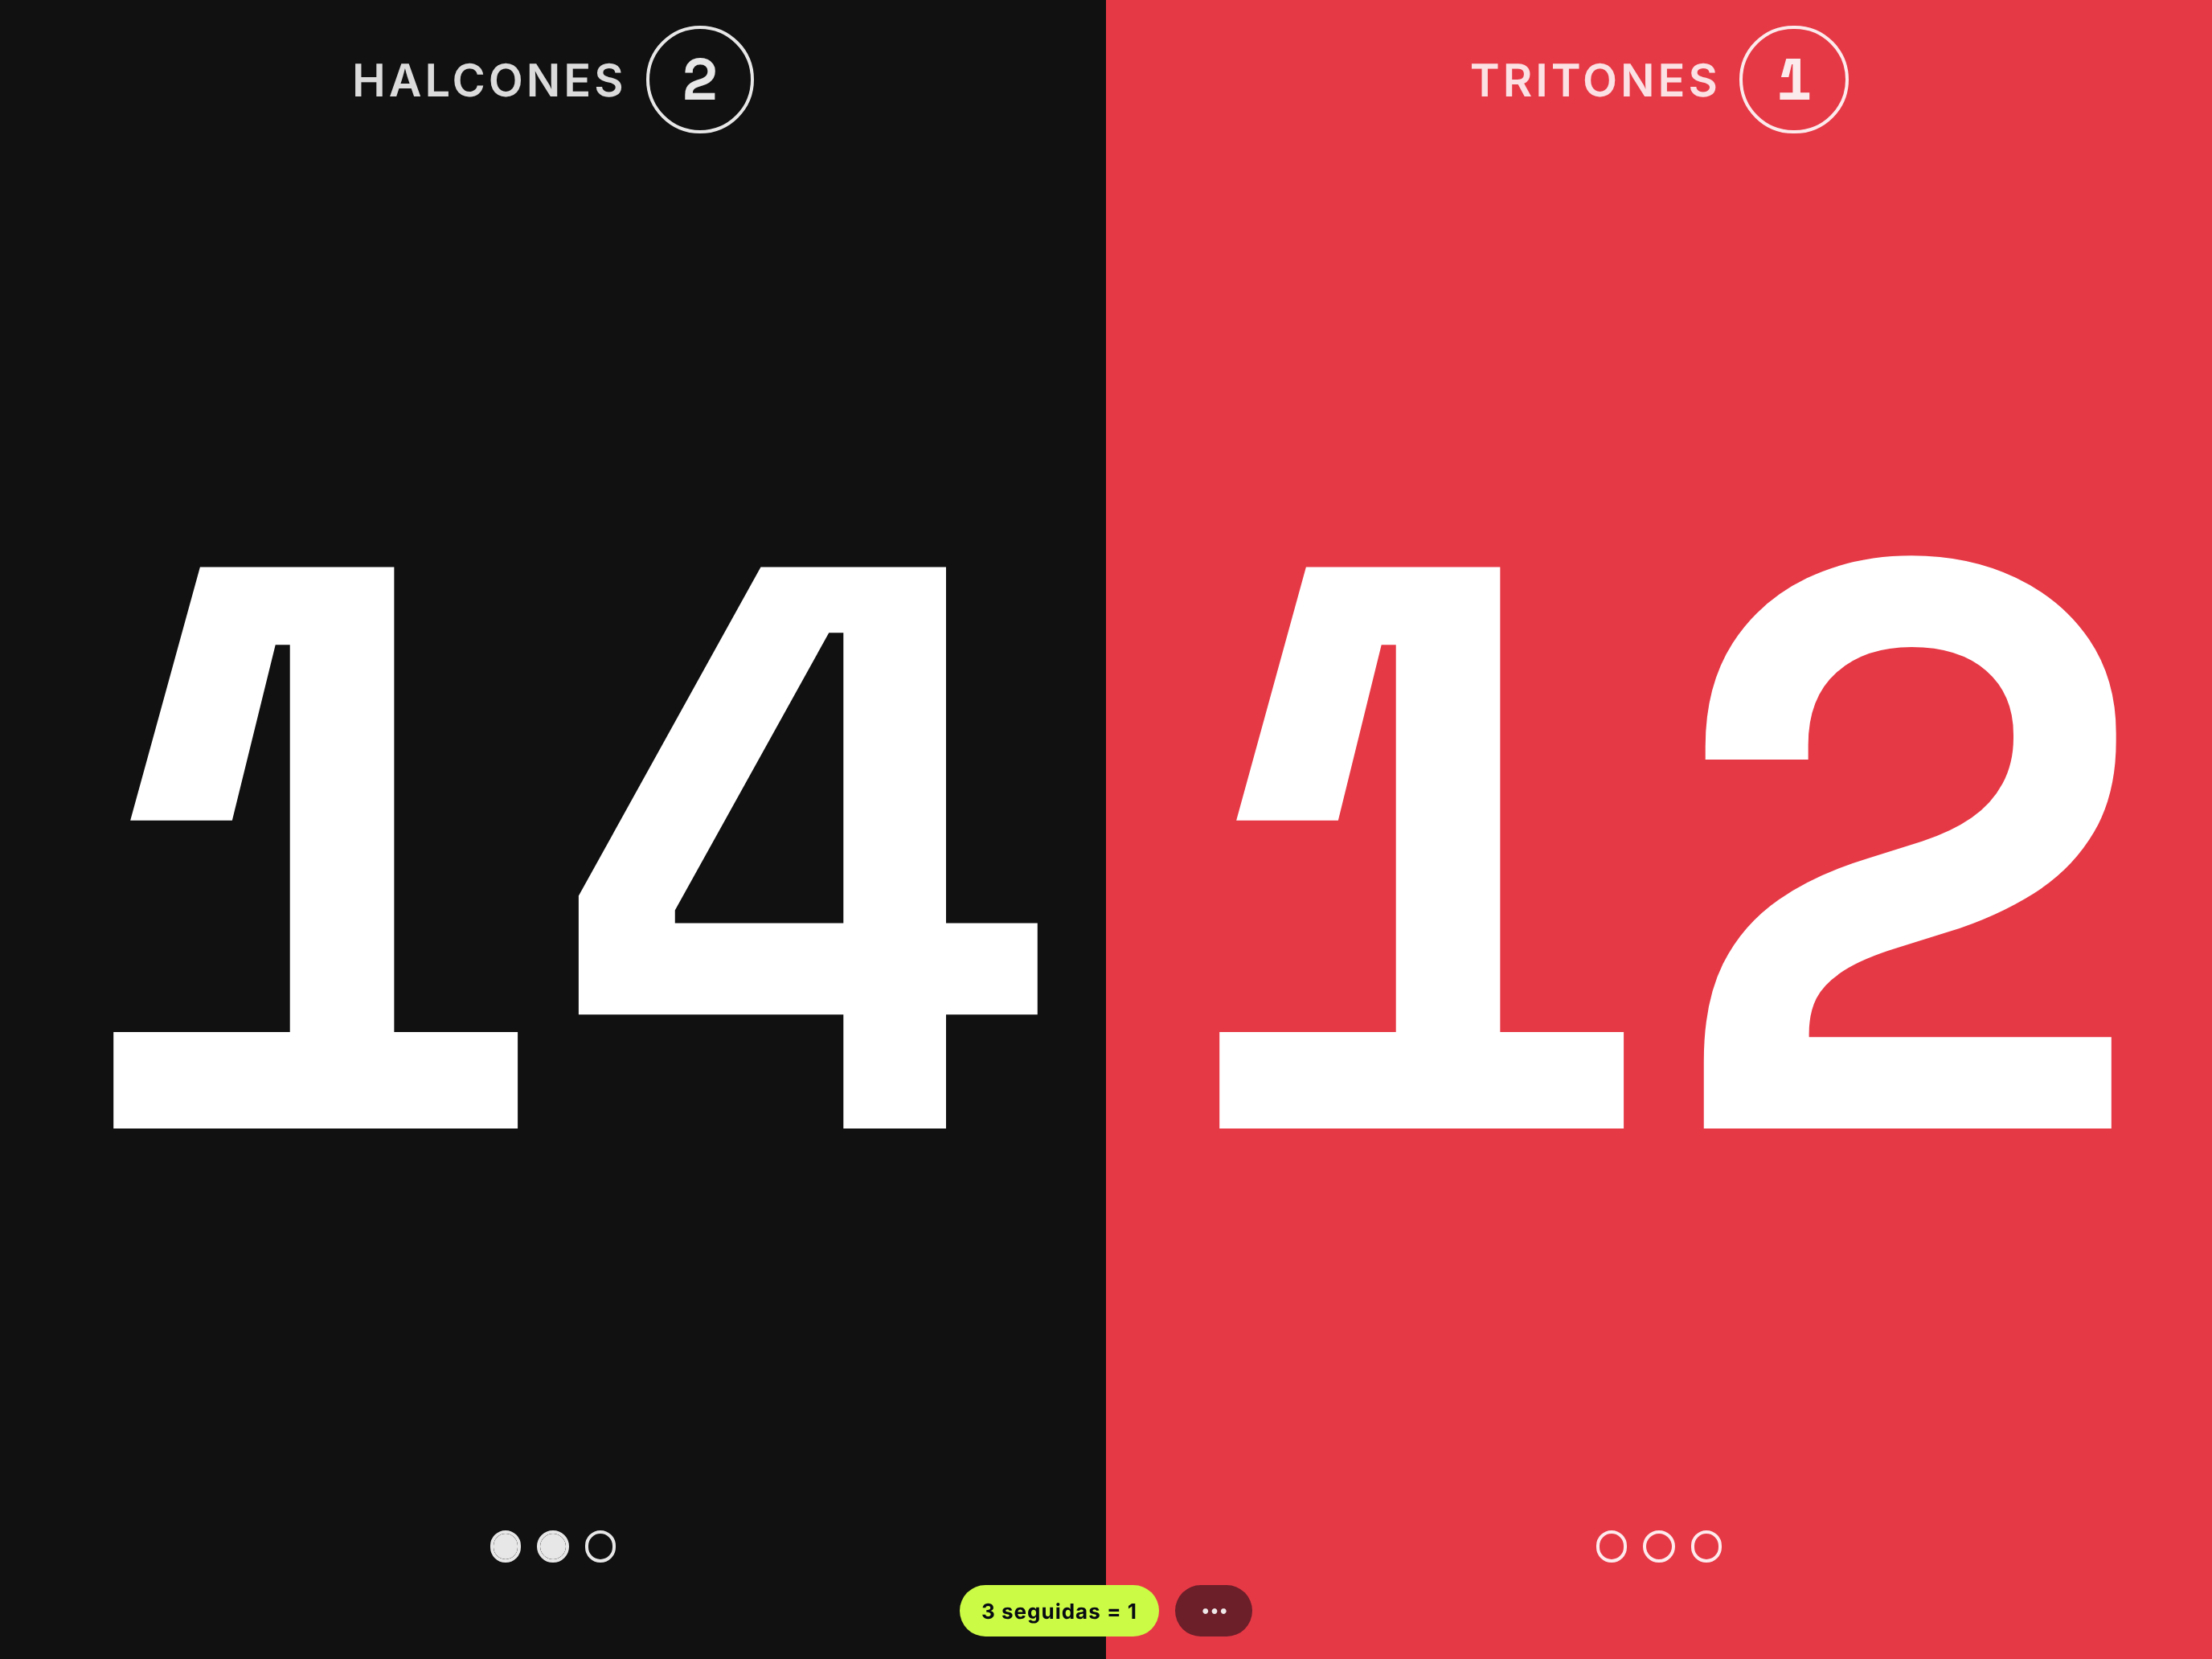 HALCONES 2
14
TRITONES 1
12
3 seguidas = 1
•••